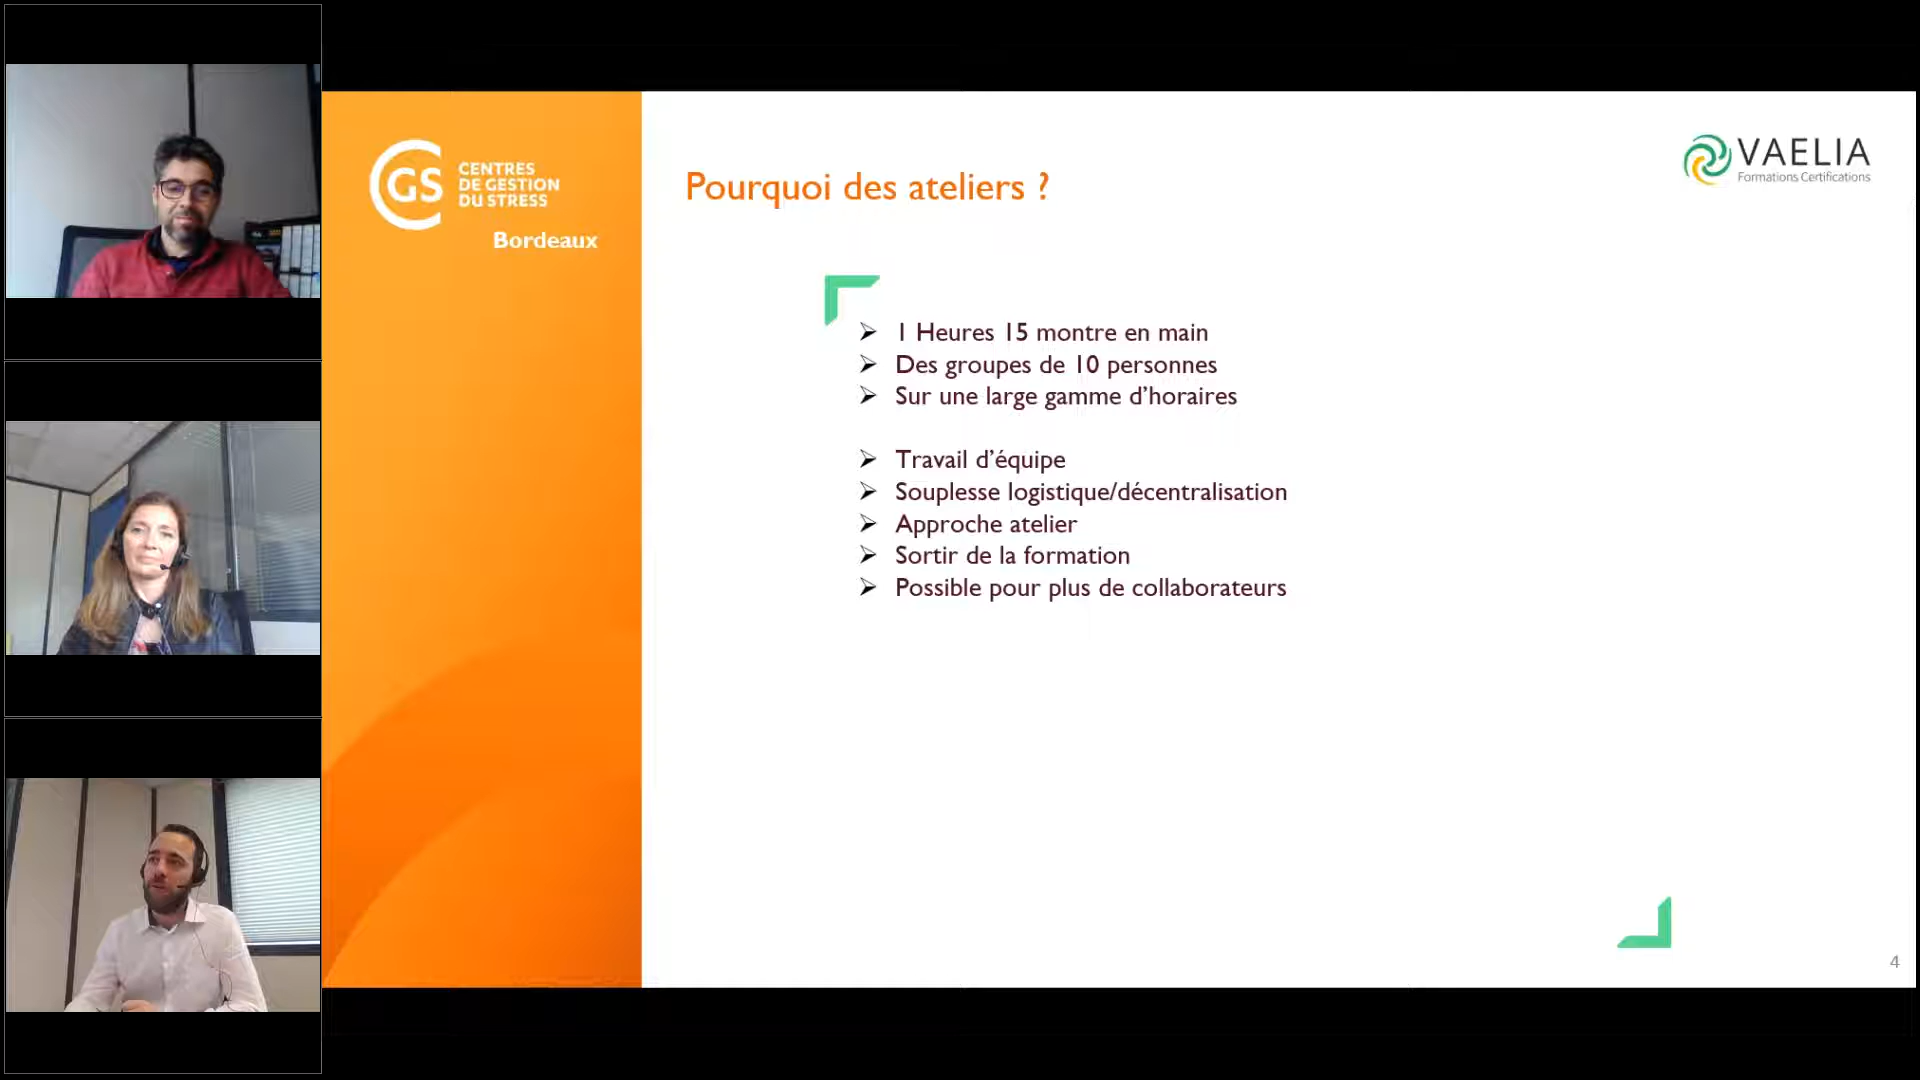 CENTRES
GS DE GESTION
DU STRESS
Bordeaux
Pourquoi des ateliers ?
VAELIA
Formations Certifications
1 Heures 15 montre en main
Des groupes de 10 personnes
Sur une large gamme d’horaires
Travail d’équipe
Souplesse logistique/décentralisation
Approche atelier
Sortir de la formation
Possible pour plus de collaborateurs
4